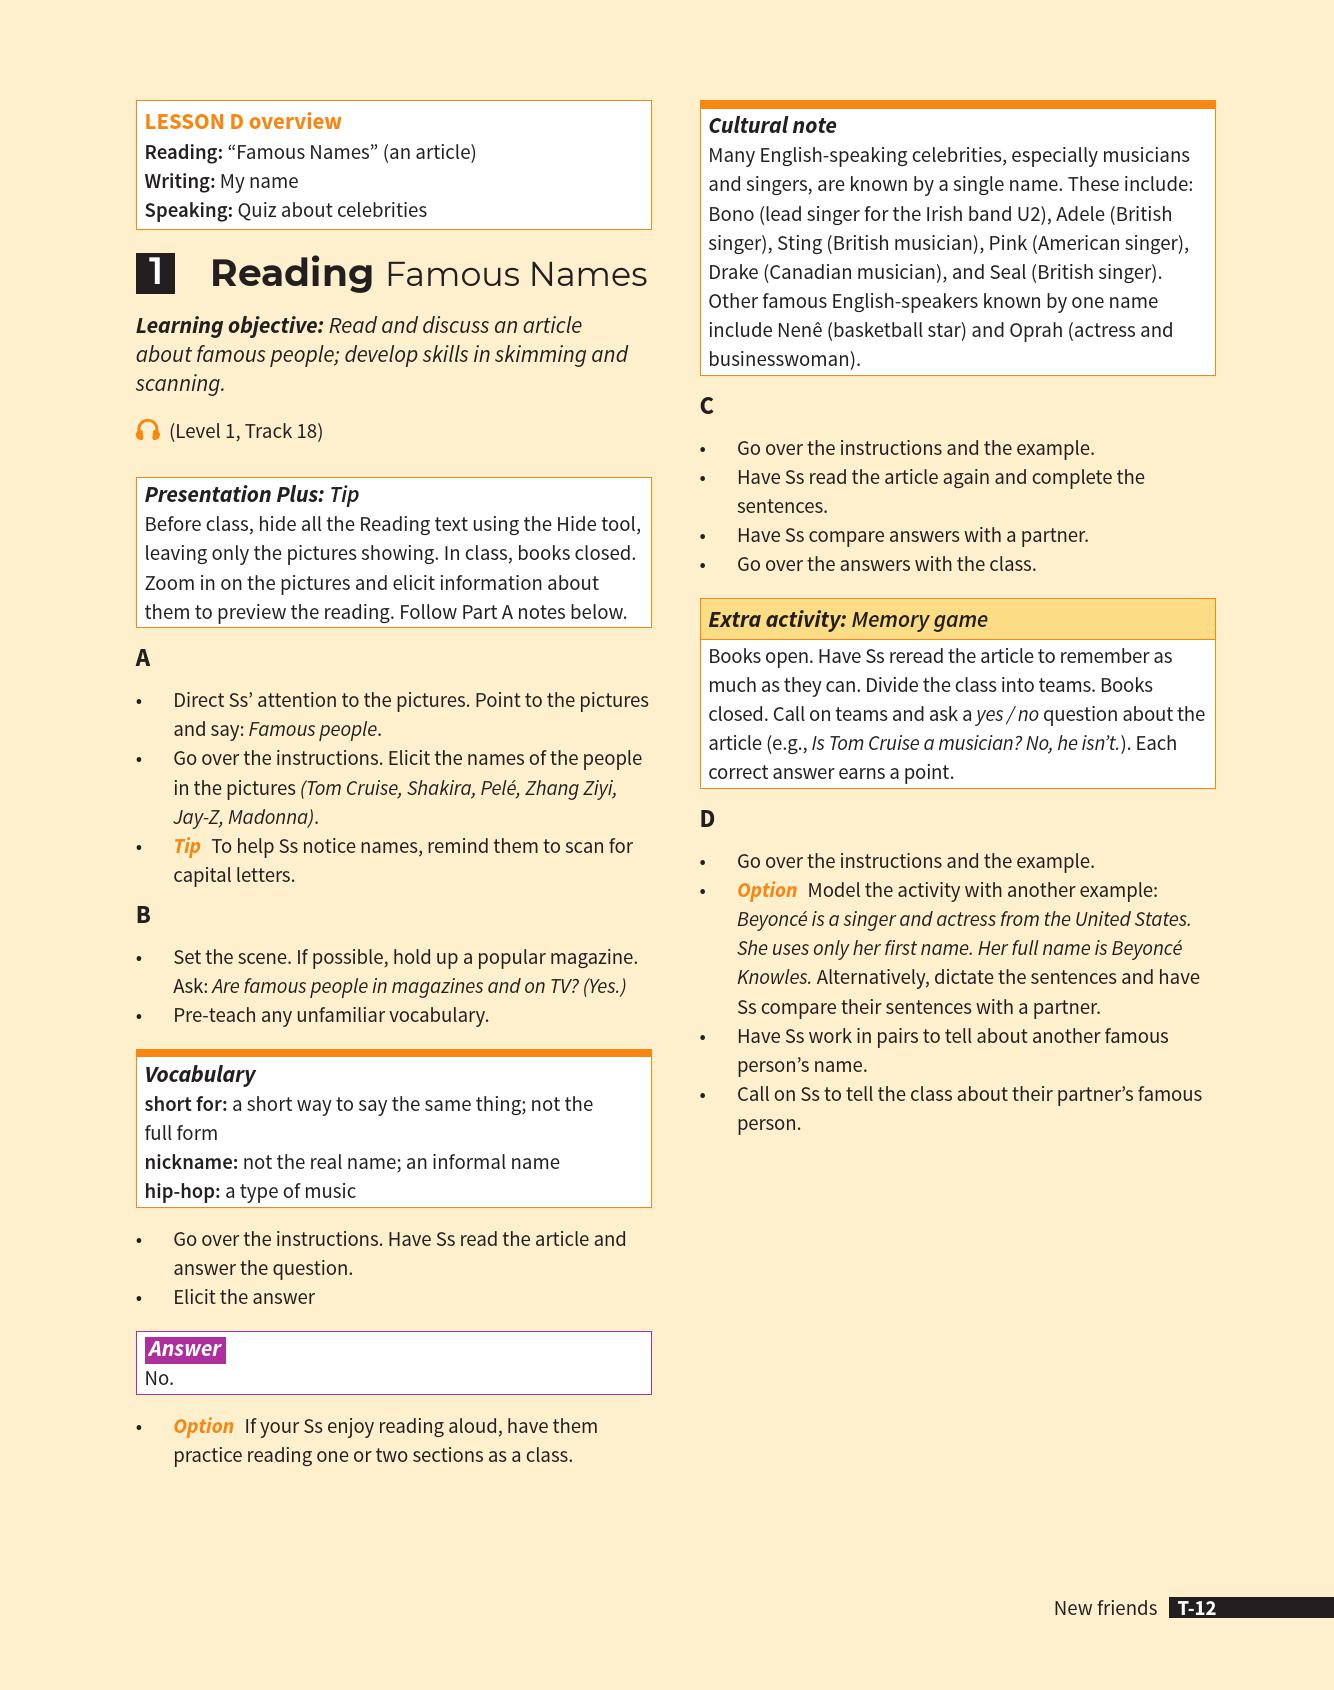 LESSON D overview
Reading: “Famous Names” (an article)
Writing: My name
Speaking: Quiz about celebrities
1 Reading Famous Names
Learning objective: Read and discuss an article
about famous people; develop skills in skimming and
scanning.
(Level 1, Track 18)
Presentation Plus: Tip
Before class, hide all the Reading text using the Hide tool,
leaving only the pictures showing. In class, books closed.
Zoom in on the pictures and elicit information about
them to preview the reading. Follow Part A notes below.
A
• Direct Ss’ attention to the pictures. Point to the pictures
and say: Famous people.
• Go over the instructions. Elicit the names of the people
in the pictures (Tom Cruise, Shakira, Pelé, Zhang Ziyi,
Jay-Z, Madonna).
• Tip To help Ss notice names, remind them to scan for
capital letters.
B
• Set the scene. If possible, hold up a popular magazine.
Ask: Are famous people in magazines and on TV? (Yes.)
• Pre-teach any unfamiliar vocabulary.
Vocabulary
short for: a short way to say the same thing; not the
full form
nickname: not the real name; an informal name
hip-hop: a type of music
• Go over the instructions. Have Ss read the article and
answer the question.
• Elicit the answer
Answer
No.
• Option If your Ss enjoy reading aloud, have them
practice reading one or two sections as a class.
Cultural note
Many English-speaking celebrities, especially musicians
and singers, are known by a single name. These include:
Bono (lead singer for the Irish band U2), Adele (British
singer), Sting (British musician), Pink (American singer),
Drake (Canadian musician), and Seal (British singer).
Other famous English-speakers known by one name
include Nenê (basketball star) and Oprah (actress and
businesswoman).
C
• Go over the instructions and the example.
• Have Ss read the article again and complete the
sentences.
• Have Ss compare answers with a partner.
• Go over the answers with the class.
Extra activity: Memory game
Books open. Have Ss reread the article to remember as
much as they can. Divide the class into teams. Books
closed. Call on teams and ask a yes / no question about the
article (e.g., Is Tom Cruise a musician? No, he isn’t.). Each
correct answer earns a point.
D
• Go over the instructions and the example.
• Option Model the activity with another example:
Beyoncé is a singer and actress from the United States.
She uses only her first name. Her full name is Beyoncé
Knowles. Alternatively, dictate the sentences and have
Ss compare their sentences with a partner.
• Have Ss work in pairs to tell about another famous
person’s name.
• Call on Ss to tell the class about their partner’s famous
person.
New friends T-12